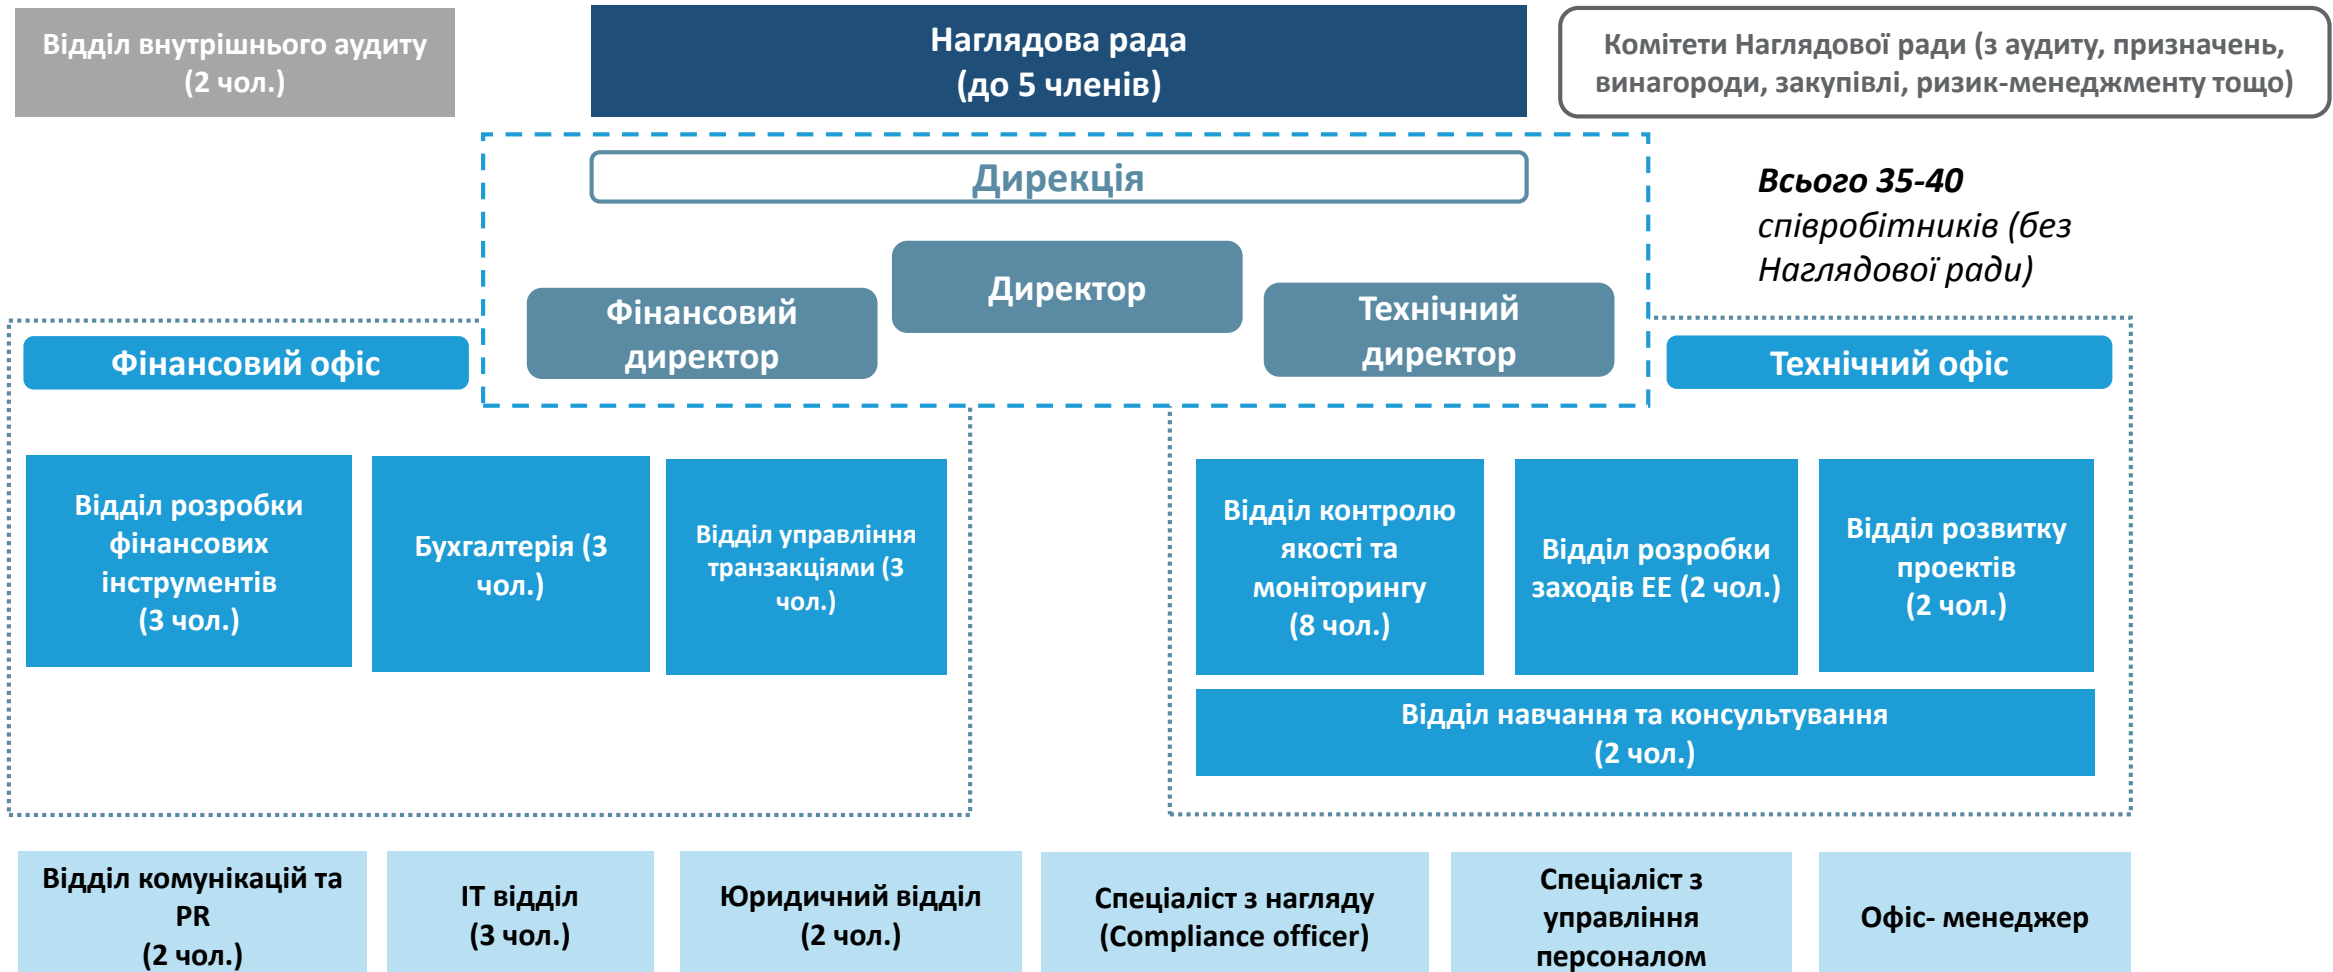 Відділ внутрішнього аудиту
(2 чол.)
Наглядова рада
(до 5 членів)
Комітети Наглядової ради (з аудиту, призначень,
винагороди, закупівлі, ризик-менеджменту тощо)
Дирекція
Всього 35-40
співробітників (без
Наглядової ради)
Директор
Фінансовий
директор
Технічний
директор
Фінансовий офіс
Технічний офіс
Відділ розробки
фінансових
інструментів
(3 чол.)
Бухгалтерія (3
чол.)
Відділ управління
транзакціями (3
чол.)
Відділ контролю
якості та
моніторингу
(8 чол.)
Відділ розробки
заходів ЕЕ (2 чол.)
Відділ розвитку
проектів
(2 чол.)
Відділ навчання та консультування
(2 чол.)
Відділ комунікацій та
PR
(2 чол.)
ІТ відділ
(3 чол.)
Юридичний відділ
(2 чол.)
Спеціаліст з нагляду
(Compliance officer)
Спеціаліст з
управління
персоналом
Офіс- менеджер